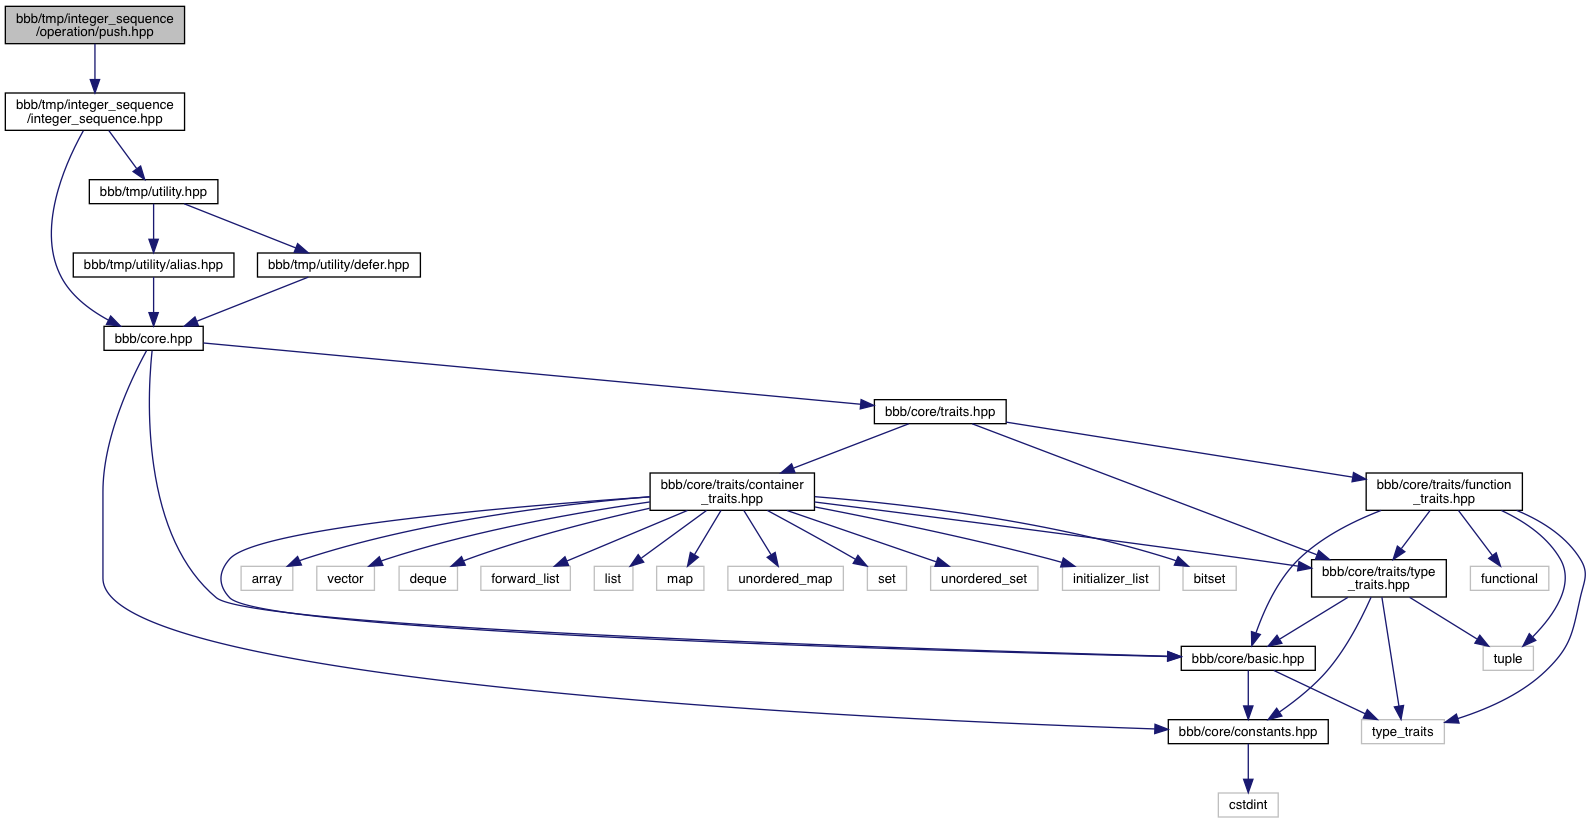 bbb/tmp/integer_sequence
/operation/push.hpp
bbb/tmp/integer_sequence
/integer_sequence.hpp
bbb/tmp/utility.hpp
bbb/tmp/utility/alias.hpp
bbb/tmp/utility/defer.hpp
bbb/core.hpp
bbb/core/traits.hpp
bbb/core/traits/container
_traits.hpp
bbb/core/traits/function
_traits.hpp
array
vector
deque
forward_list
list
map
unordered_map
set
unordered_set
initializer_list
bitset
bbb/core/traits/type
_traits.hpp
functional
bbb/core/basic.hpp
tuple
bbb/core/constants.hpp
type_traits
cstdint